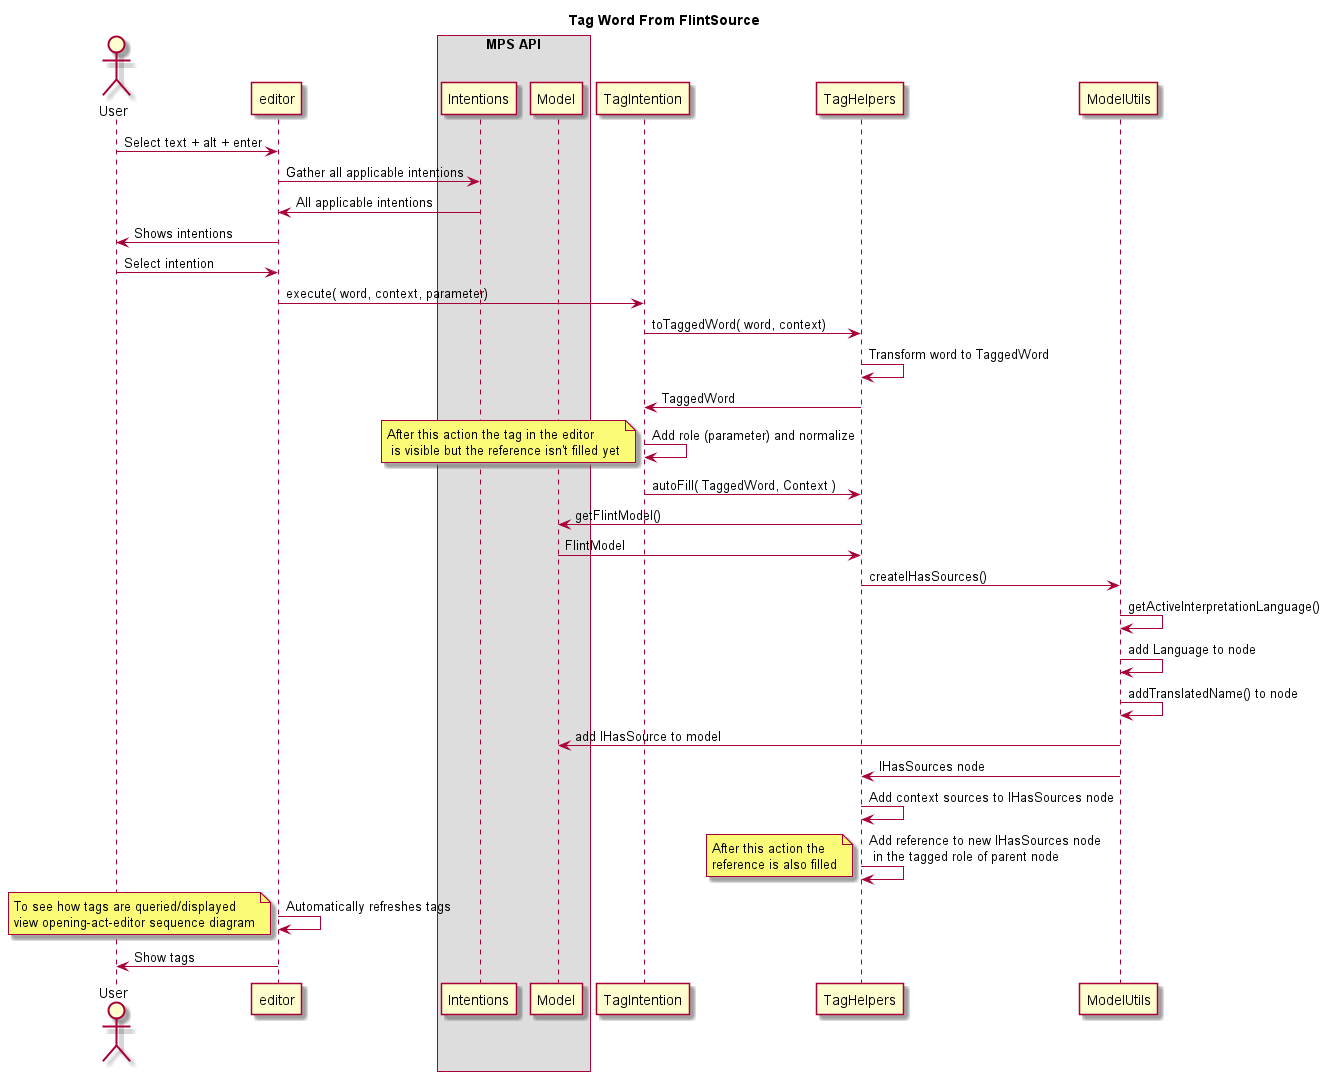 Tag Word From FlintSource
MPS API
User
editor
Intentions
Model
TagIntention
TagHelpers
ModelUtils
Select text + alt + enter
Gather all applicable intentions
All applicable intentions
Shows intentions
Select intention
execute( word, context, parameter)
toTaggedWord( word, context)
Transform word to TaggedWord
TaggedWord
After this action the tag in the editor
is visible but the reference isn't filled yet
Add role (parameter) and normalize
autoFill( TaggedWord, Context )
getFlintModel()
FlintModel
createIHasSources()
getActiveInterpretationLanguage()
add Language to node
addTranslatedName() to node
add IHasSource to model
IHasSources node
Add context sources to IHasSources node
After this action the
reference is also filled
Add reference to new IHasSources node
in the tagged role of parent node
To see how tags are queried/displayed
view opening-act-editor sequence diagram
Automatically refreshes tags
Show tags
User
editor
Intentions
Model
TagIntention
TagHelpers
ModelUtils